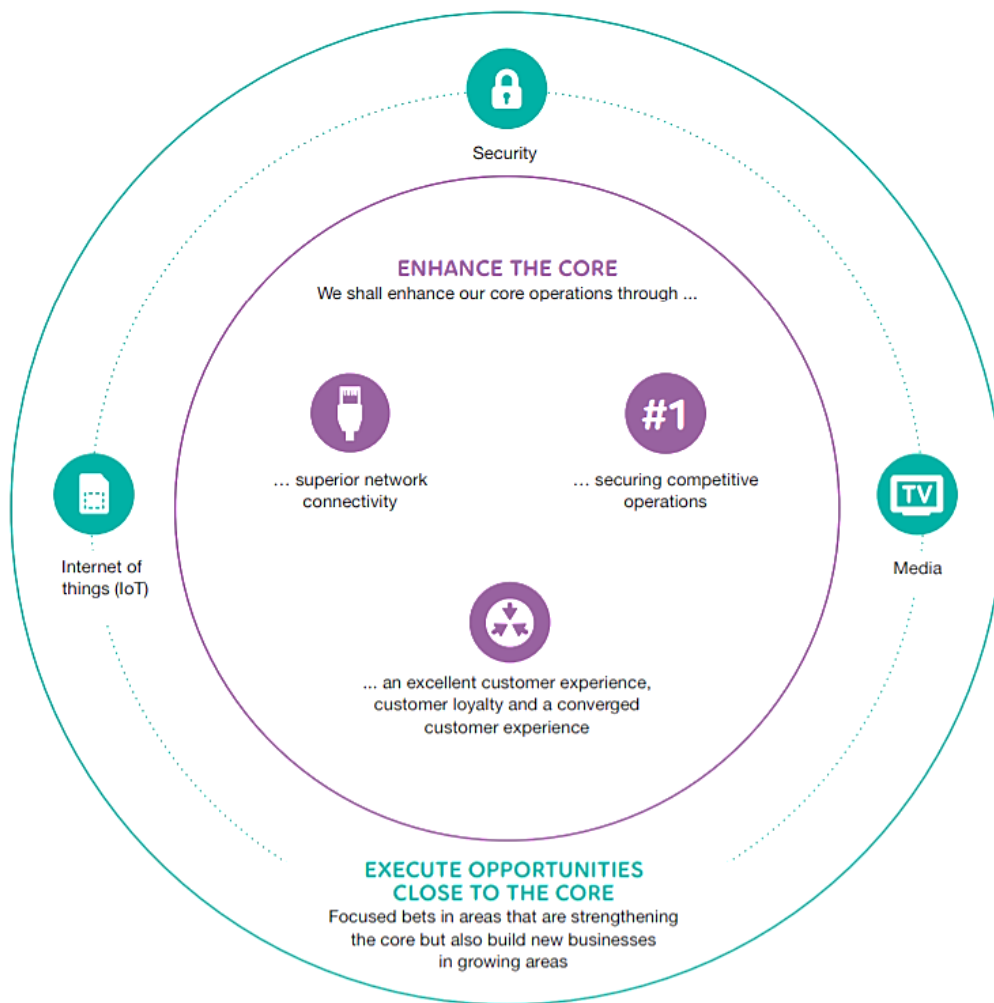 Security
ENHANCE THE CORE
We shall enhance our core operations through ...
#1
... superior network
connectivity
... securing competitive
operations
TV
Internet of
things (IoT)
Media
... an excellent customer experience,
customer loyalty and a converged
customer experience
EXECUTE OPPORTUNITIES
CLOSE TO THE CORE
Focused bets in areas that are strengthening
the core but also build new businesses
in growing areas